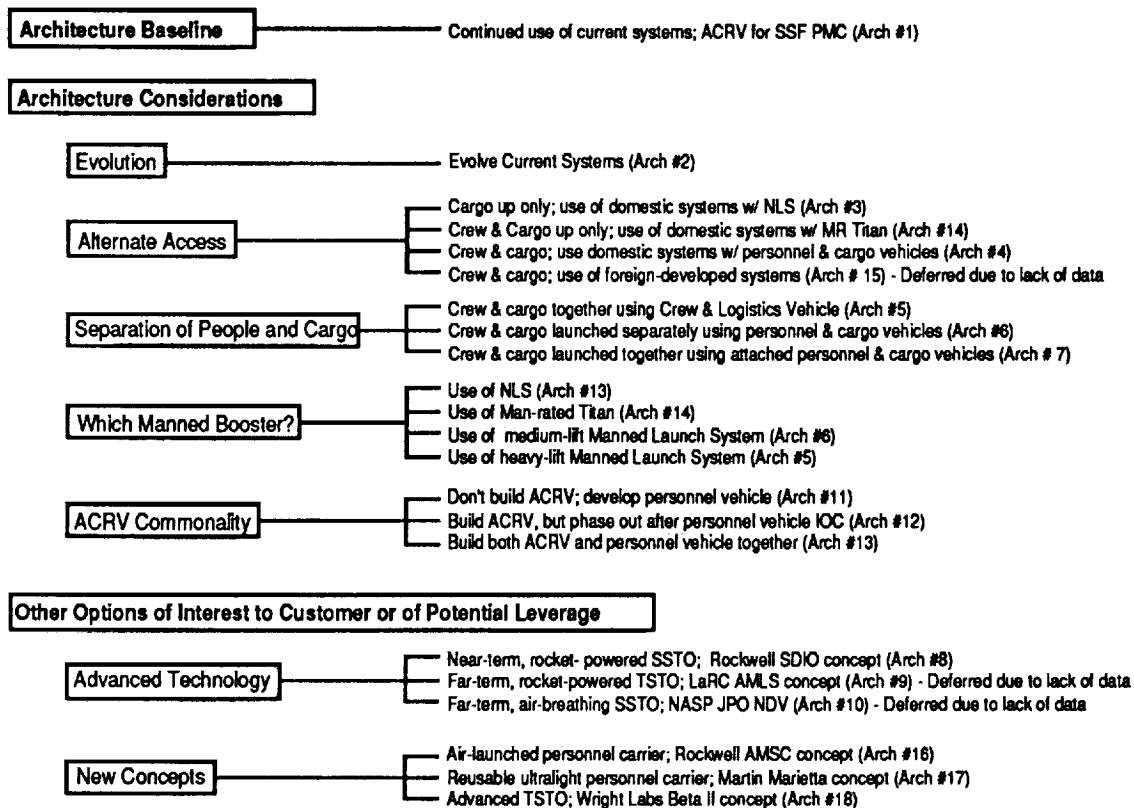 Architecture Baseline
Continued use of current systems; ACRV for SSF PMC (Arch #1)
Architecture Considerations
Evolution
Evolve Current Systems (Arch #2)
Alternate Access
Cargo up only; use of domestic systems w/ NLS (Arch #3)
Crew & Cargo up only; use of domestic systems w/ MR Titan (Arch #14)
Crew & cargo; use domestic systems w/ personnel & cargo vehicles (Arch #4)
Crew & cargo; use of foreign-developed systems (Arch # 15) - Deferred due to lack of data
Separation of People and Cargo
Crew & cargo together using Crew & Logistics Vehicle (Arch #5)
Crew & cargo launched separately using personnel & cargo vehicles (Arch #6)
Crew & cargo launched together using attached personnel & cargo vehicles (Arch # 7)
Which Manned Booster?
Use of NLS (Arch #13)
Use of Man-rated Titan (Arch #14)
Use of medium-lift Manned Launch System (Arch #6)
Use of heavy-lift Manned Launch System (Arch #5)
ACRV Commonality
Don't build ACRV; develop personnel vehicle (Arch #11)
Build ACRV, but phase out after personnel vehicle IOC (Arch #12)
Build both ACRV and personnel vehicle together (Arch #13)
Other Options of Interest to Customer or of Potential Leverage
Advanced Technology
Near-term, rocket- powered SSTO; Rockwell SDIO concept (Arch #8)
Far-term, rocket-powered TSTO; LaRC AMLS concept (Arch #9) - Deferred due to lack of data
Far-term, air-breathing SSTO; NASP JPO NDV (Arch #10) - Deferred due to lack of data
New Concepts
Air-launched personnel carrier; Rockwell AMSC concept (Arch #16)
Reusable ultralight personnel carrier; Martin Marietta concept (Arch #17)
Advanced TSTO; Wright Labs Beta II concept (Arch #18)